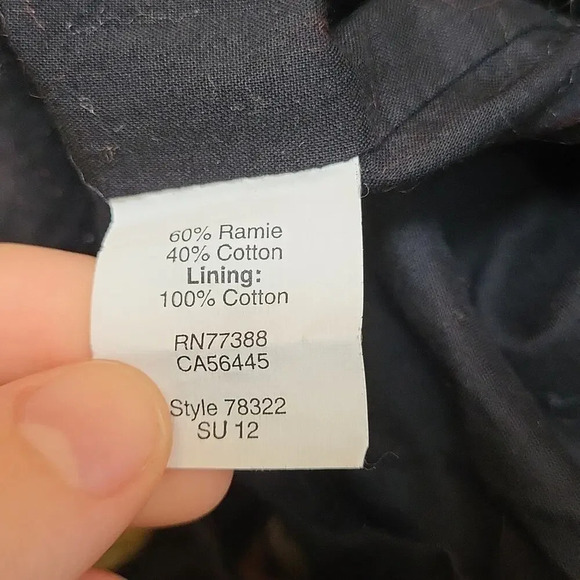 60% Ramie
40% Cotton
Lining:
100% Cotton
RN77388
CA56445
Style 78322
SU 12